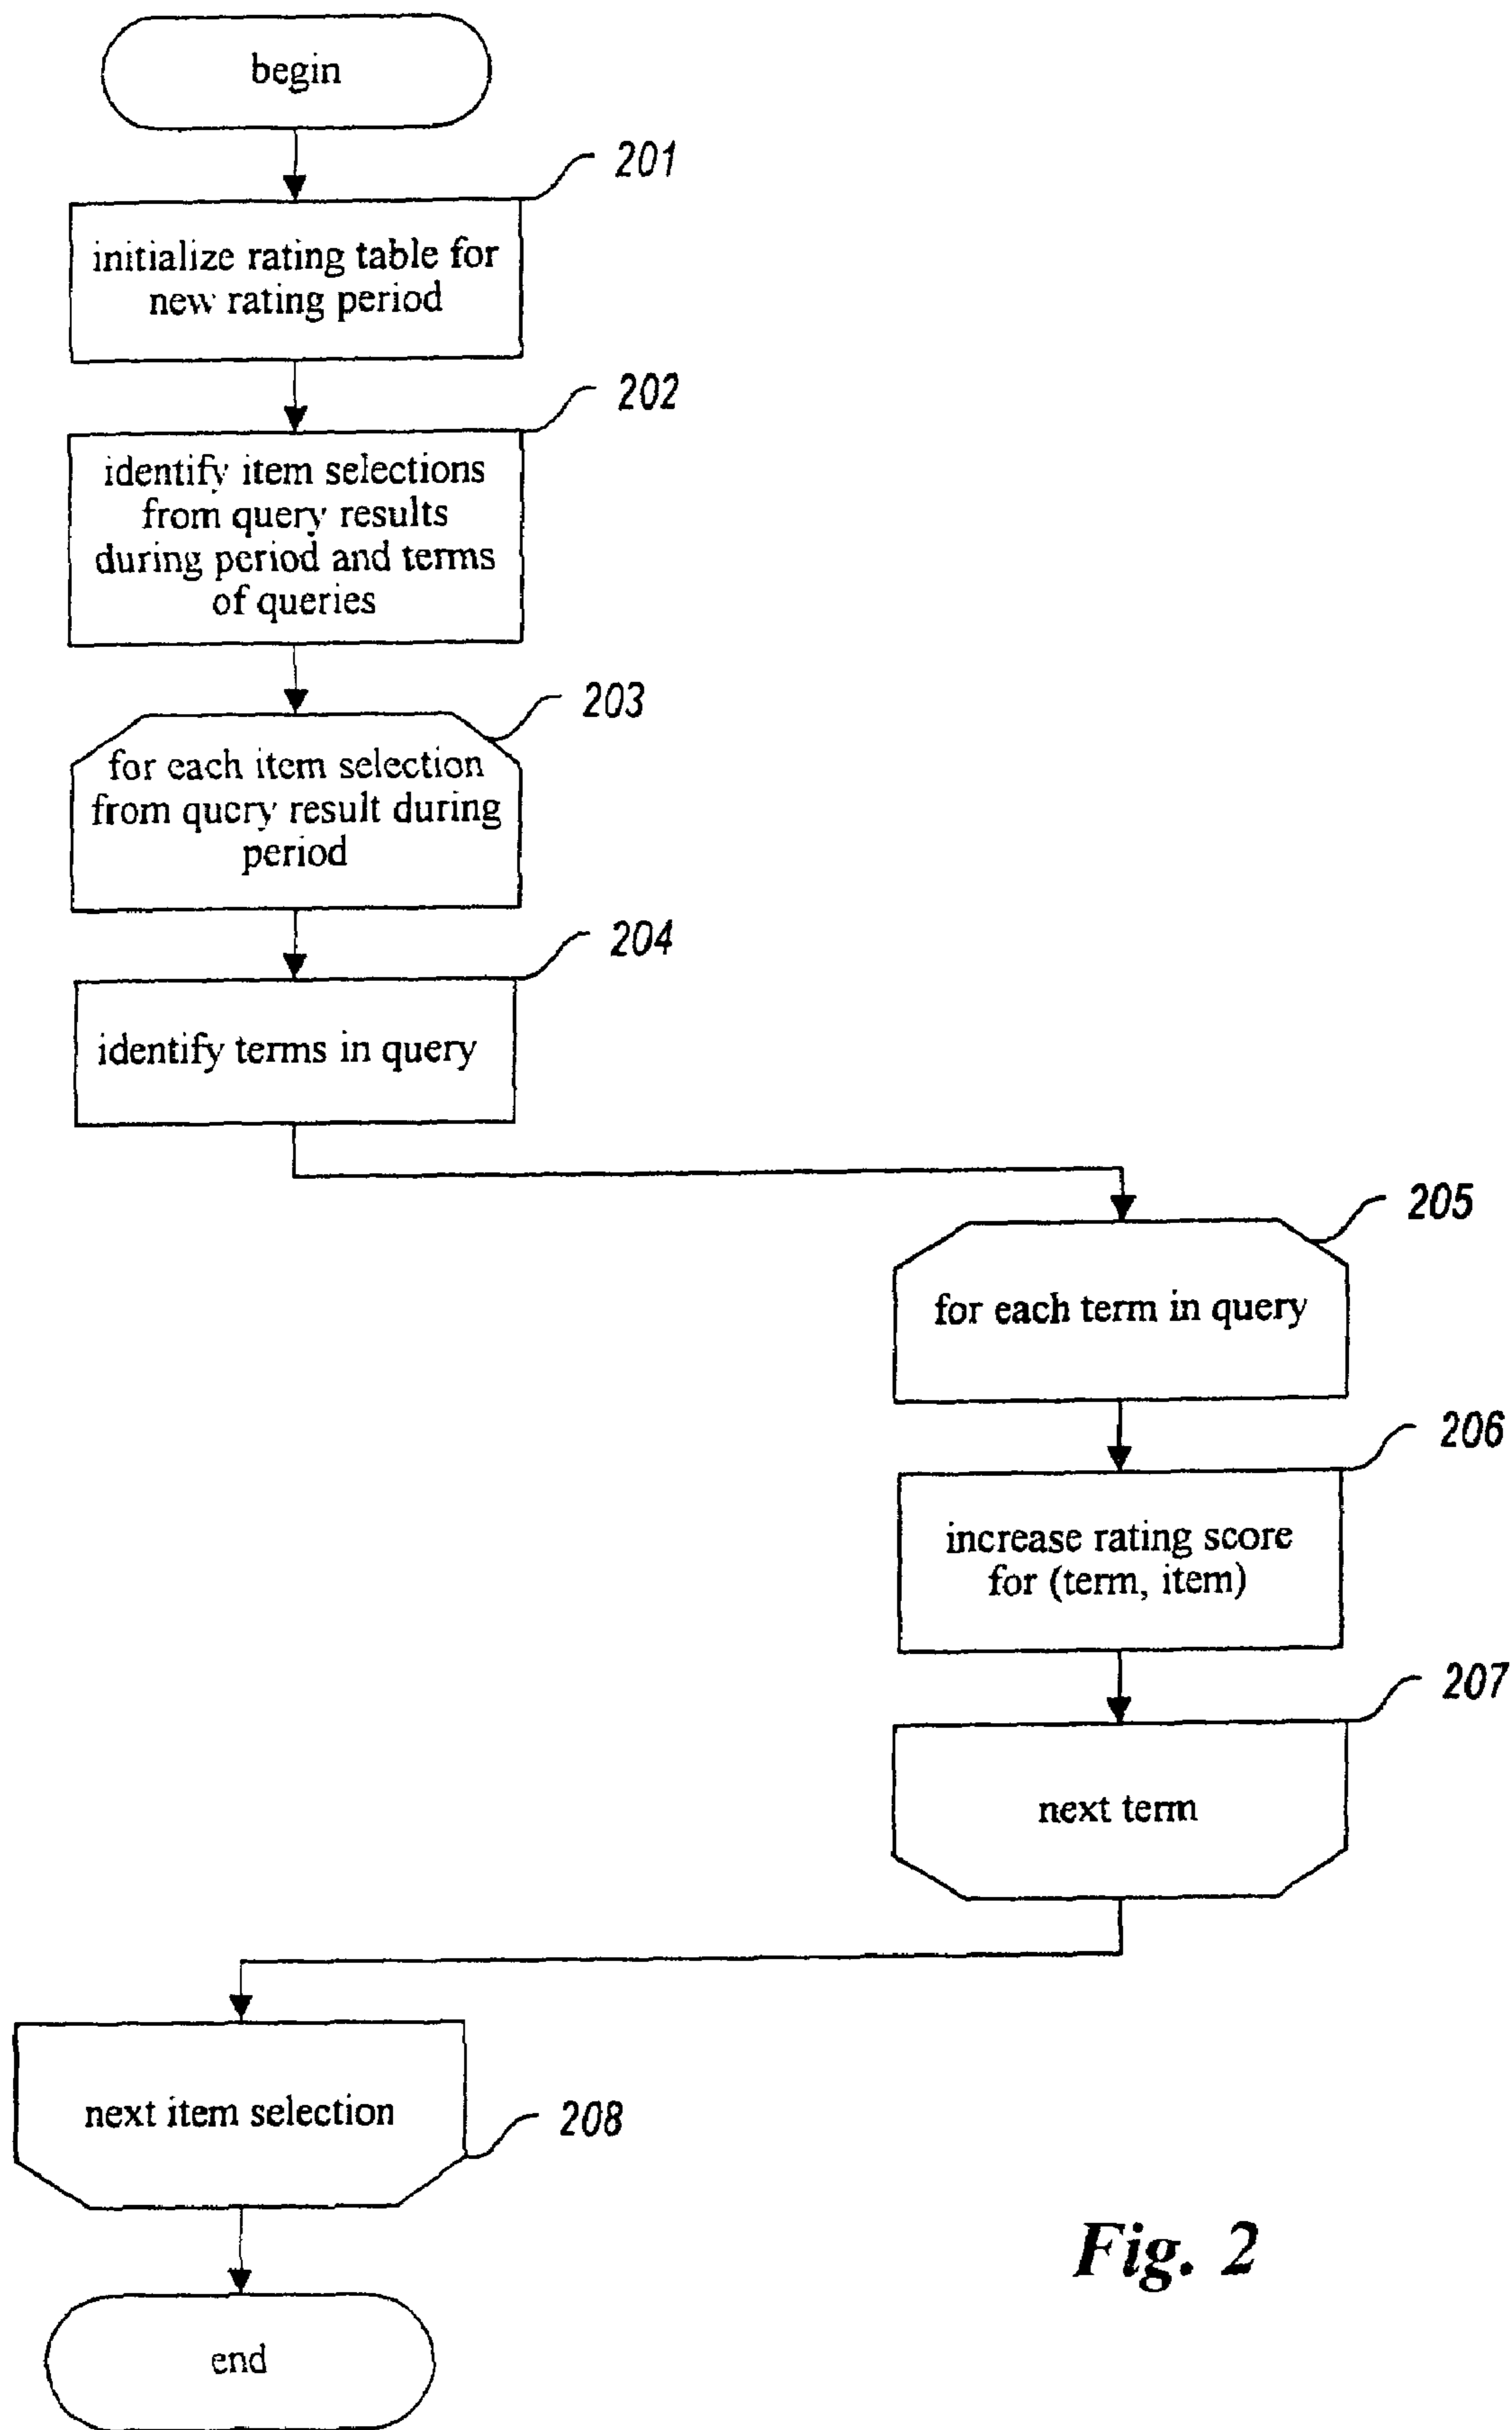 begin
201
initialize rating table for
new rating period
202
identify item selections
from query results
during period and terms
of queries
203
for each item selection
from query result during
period
204
identify terms in query
205
for each term in query
206
increase rating score
for (term, item)
207
next term
next item selection
208
end
Fig. 2